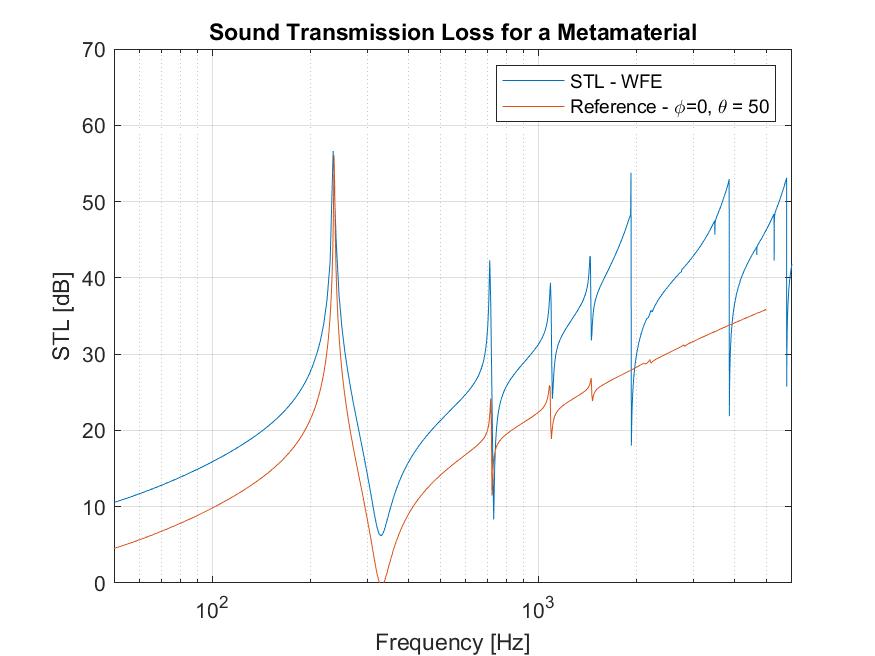 Sound Transmission Loss for a Metamaterial
STL - WFE
Reference - ϕ=0, θ = 50
STL [dB]
70
60
50
40
30
20
10
0
10²
10³
Frequency [Hz]